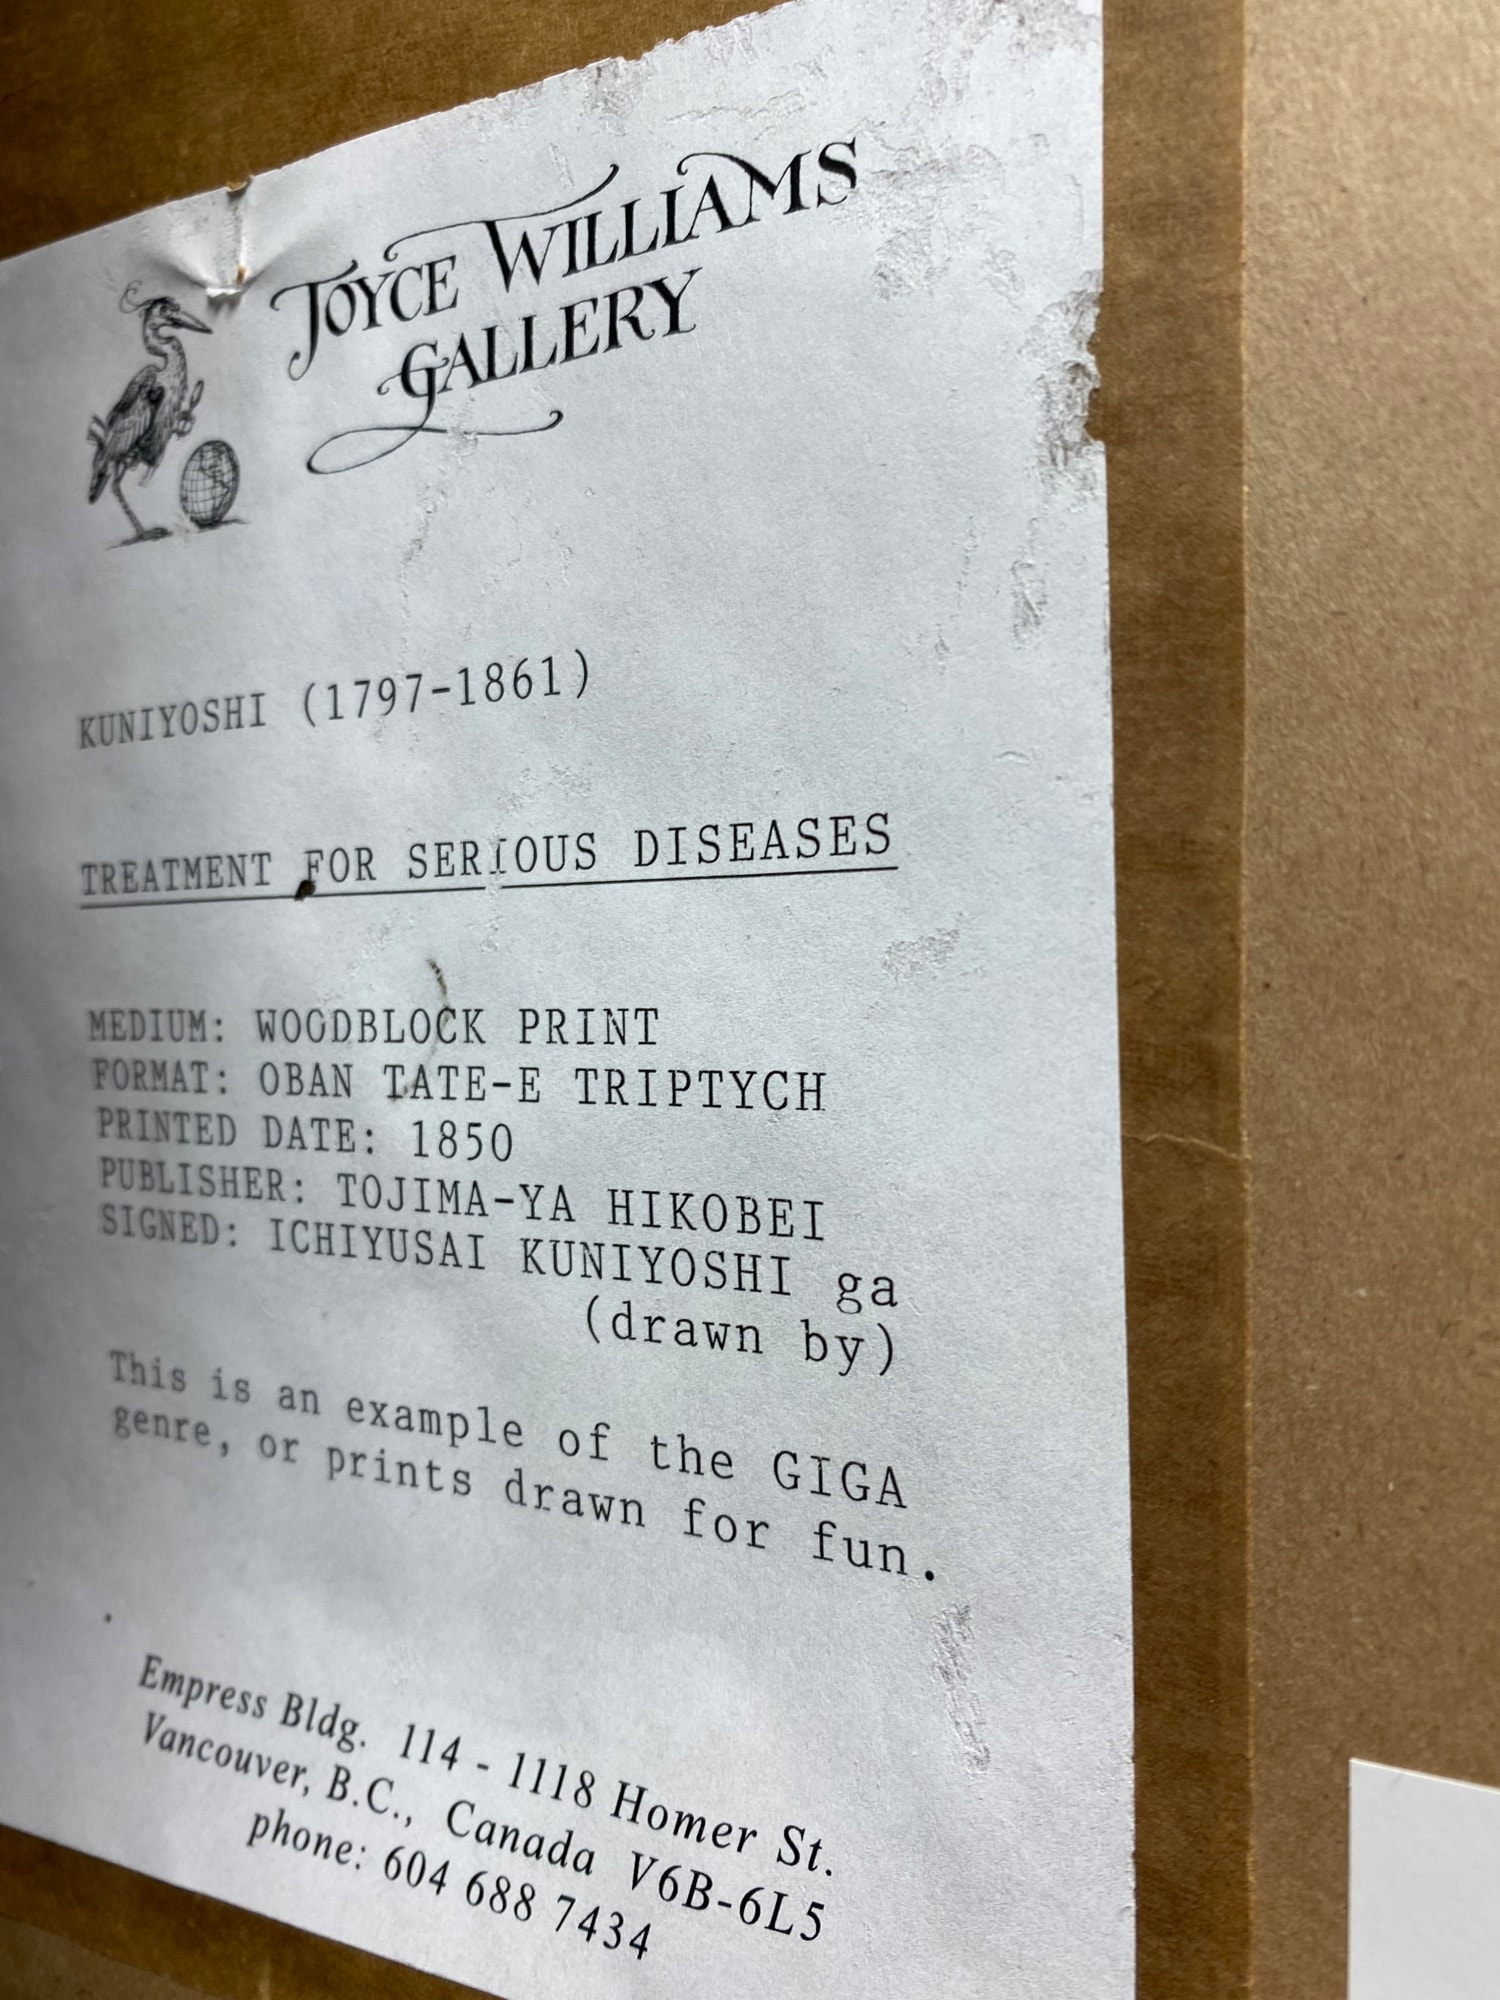 JOYCE WILLIAMS
GALLERY
KUNIYOSHI (1797-1861)
TREATMENT FOR SERIOUS DISEASES
MEDIUM: WOODBLOCK PRINT
FORMAT: OBAN TATE-E TRIPTYCH
PRINTED DATE: 1850
PUBLISHER: TOJIMA-YA HIKOBEI
SIGNED: ICHIYUSAI KUNIYOSHI ga
(drawn by)
This is an example of the GIGA
genre, or prints drawn for fun.
Empress Bldg. 114 - 1118 Homer St.
Vancouver, B.C., Canada V6B-6L5
phone: 604 688 7434